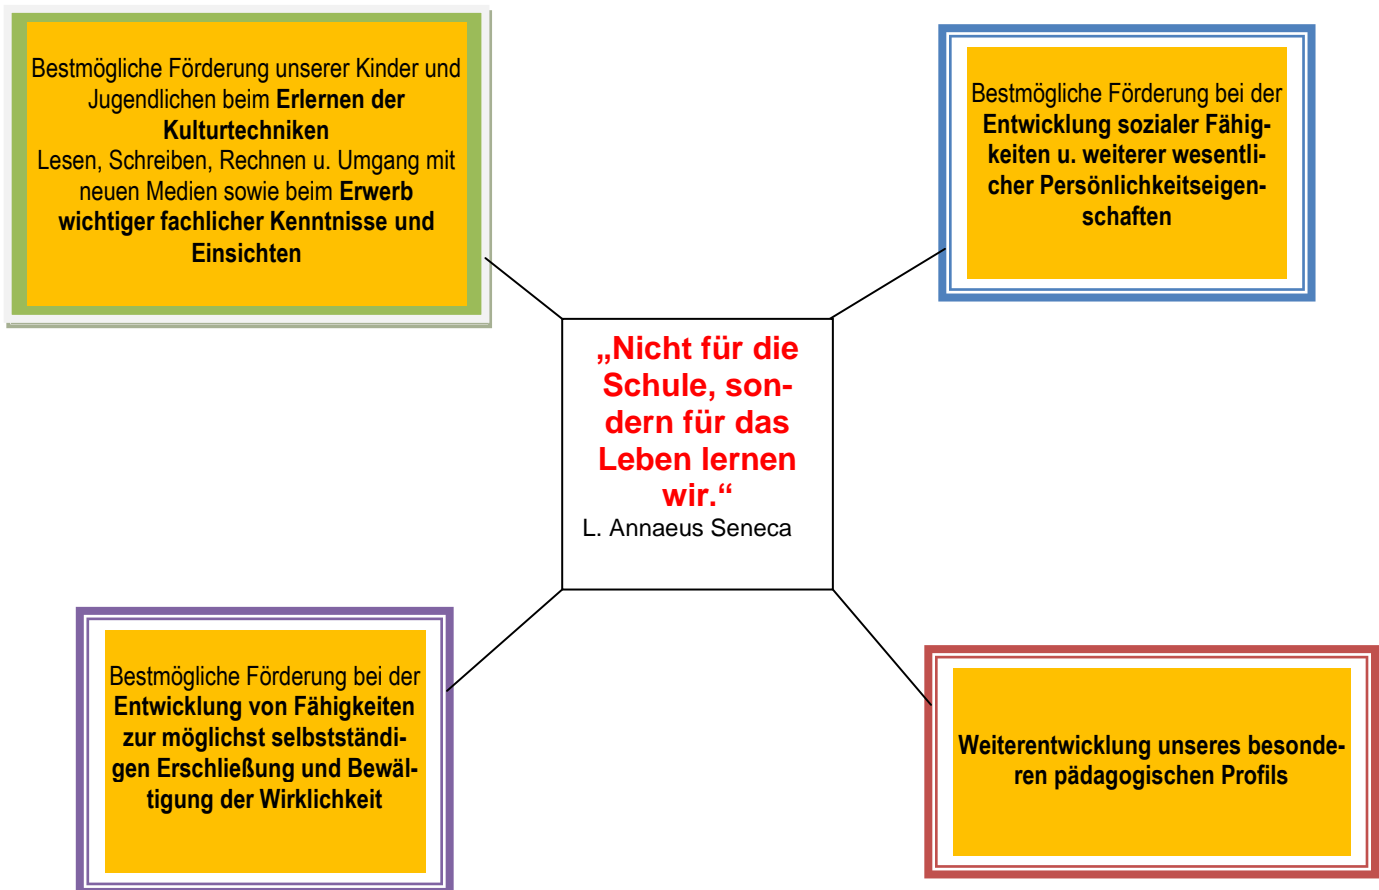 Bestmögliche Förderung unserer Kinder und
Jugendlichen beim Erlernen der
Kulturtechniken
Lesen, Schreiben, Rechnen u. Umgang mit
neuen Medien sowie beim Erwerb
wichtiger fachlicher Kenntnisse und
Einsichten
Bestmögliche Förderung bei der
Entwicklung sozialer Fähig-
keiten u. weiterer wesentli-
cher Persönlichkeitseigen-
schaften
„Nicht für die
Schule, son-
dern für das
Leben lernen
wir.“
L. Annaeus Seneca
Bestmögliche Förderung bei der
Entwicklung von Fähigkeiten
zur möglichst selbstständi-
gen Erschließung und Bewäl-
tigung der Wirklichkeit
Weiterentwicklung unseres besonde-
ren pädagogischen Profils